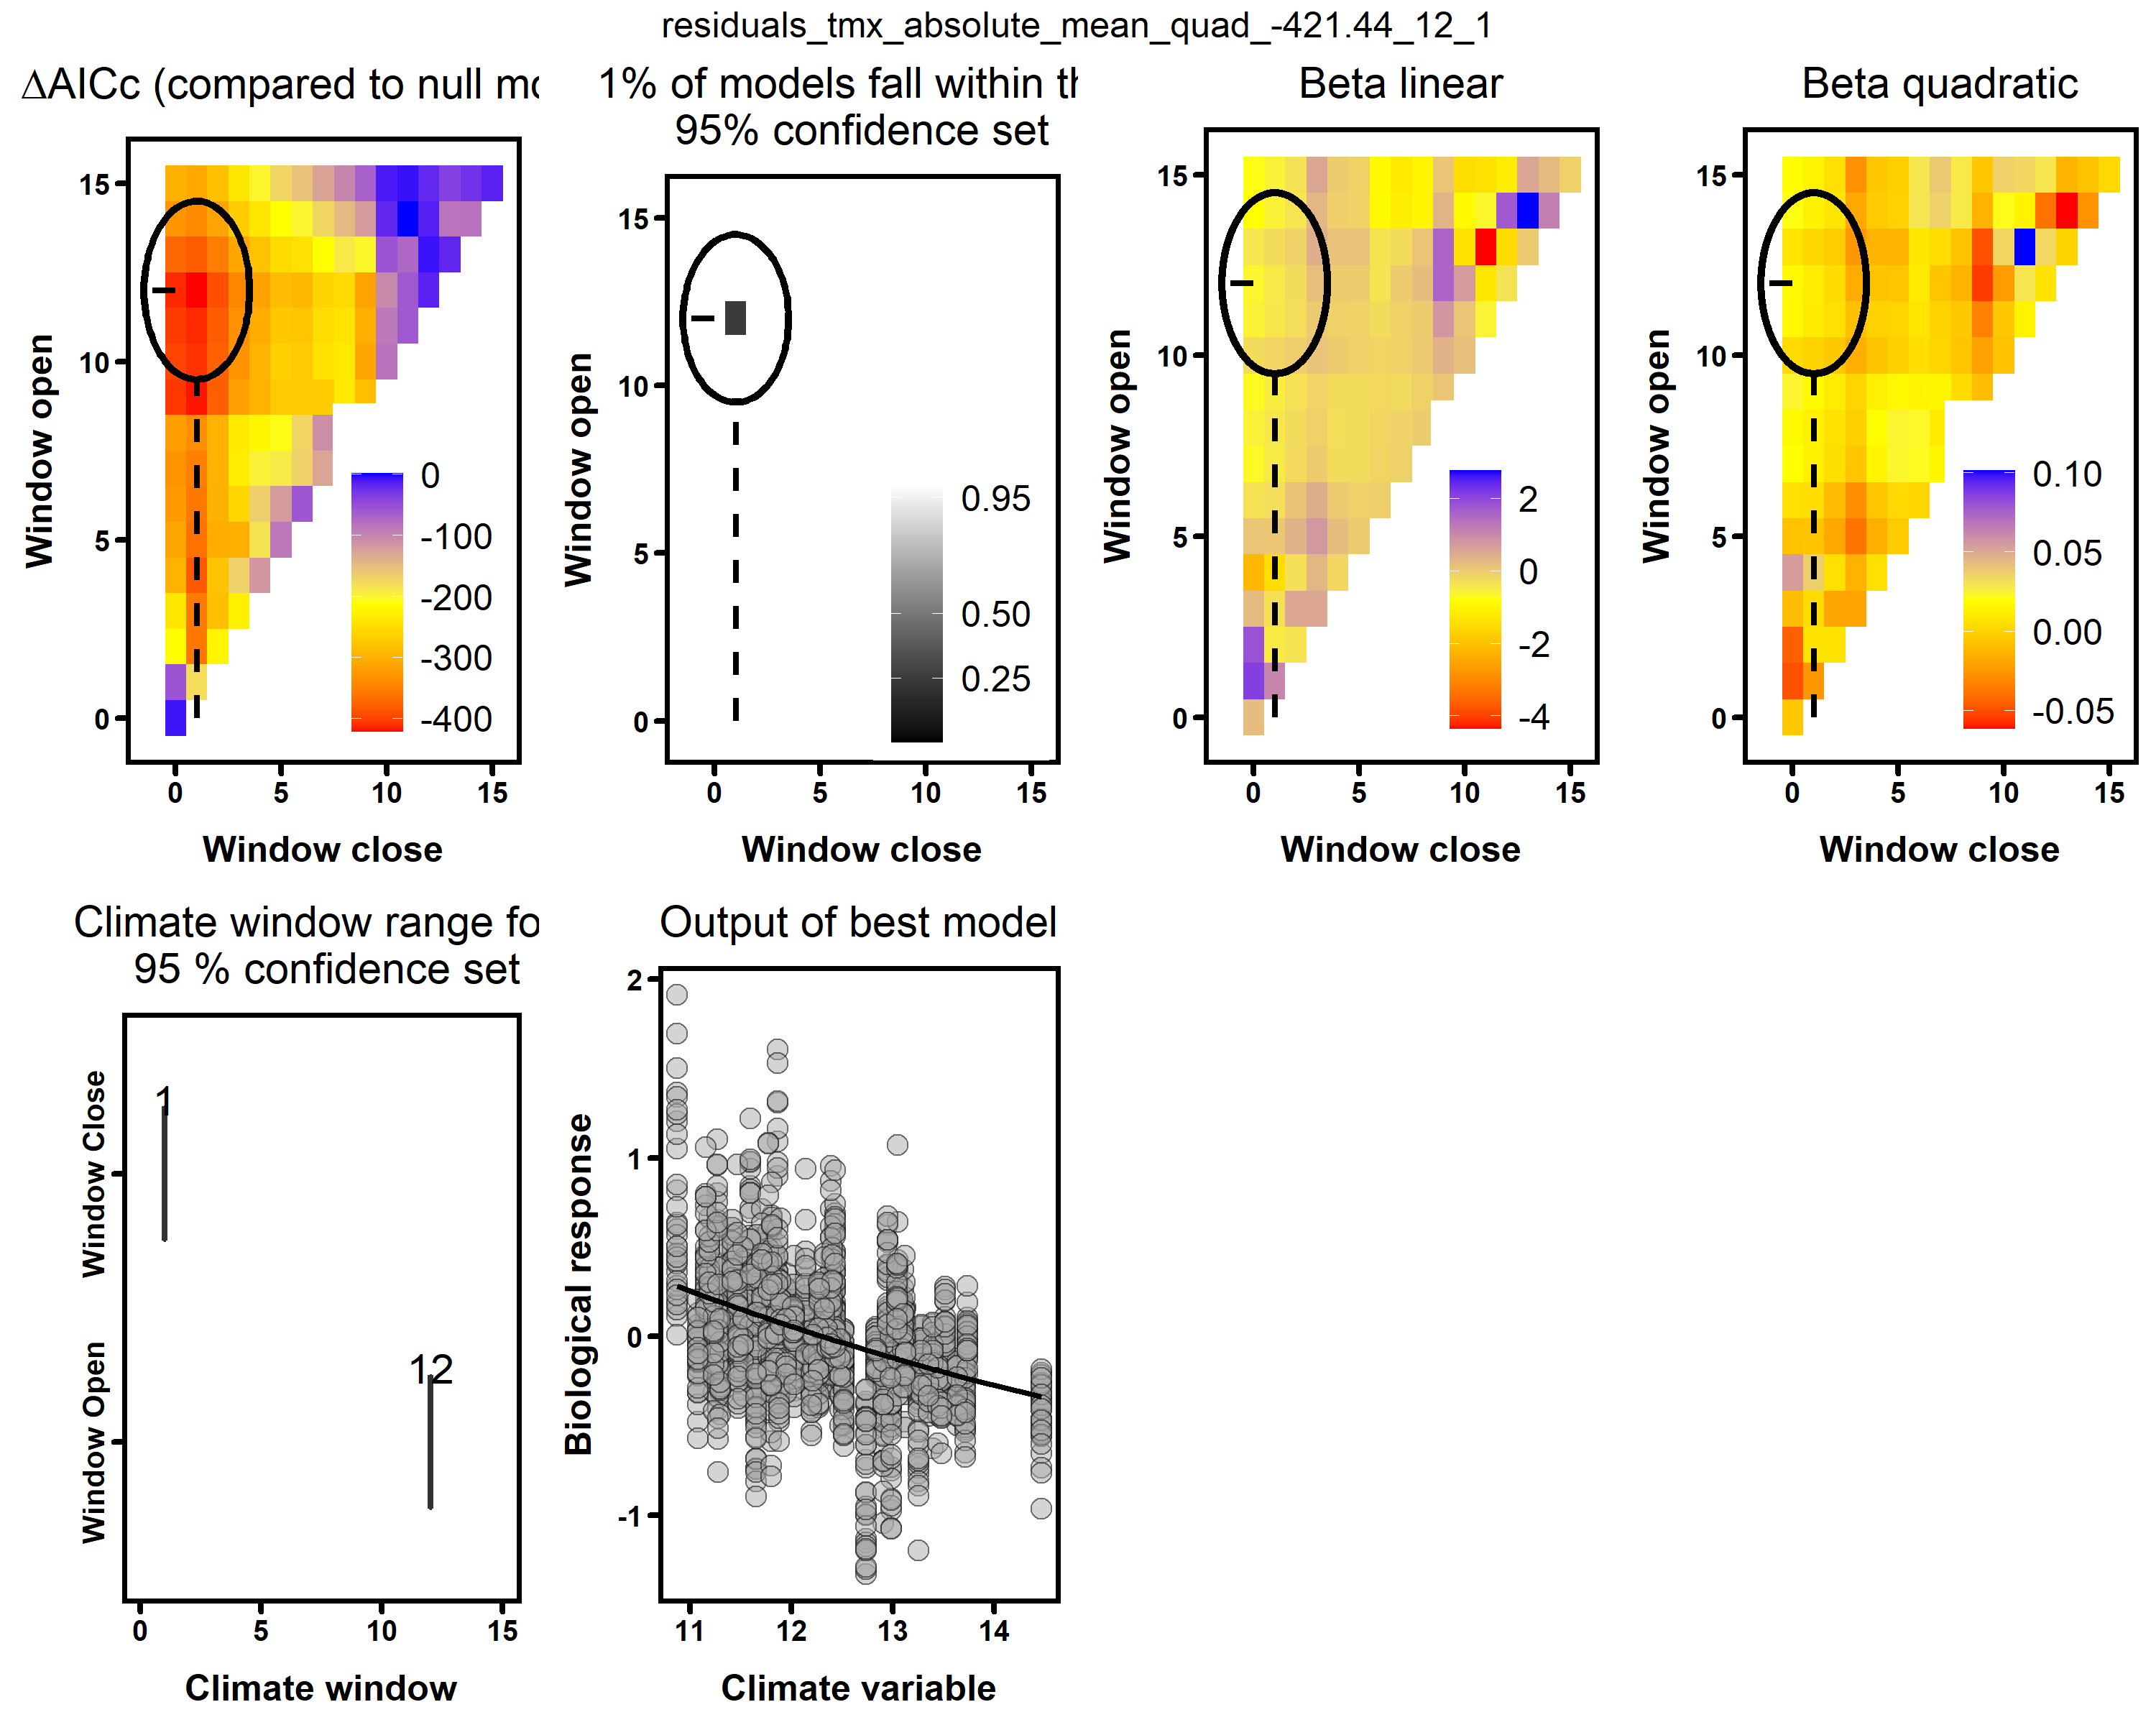 residuals_tmx_absolute_mean_quad_-421.44_12_1
ΔAICc (compared to null mo
15
10
5
0
0
-100
-200
-300
-400
0 5 10 15
Window open
Window close
1% of models fall within th
95% confidence set
15
10
5
0
0.95
0.50
0.25
0 5 10 15
Window open
Window close
Beta linear
15
10
5
0
2
0
-2
-4
0 5 10 15
Window open
Window close
Beta quadratic
15
10
5
0
0.10
0.05
0.00
-0.05
0 5 10 15
Window open
Window close
Climate window range fo
95 % confidence set
Window Close
Window Open
1
12
0 5 10 15
Climate window
Output of best model
2
1
0
-1
11 12 13 14
Biological response
Climate variable